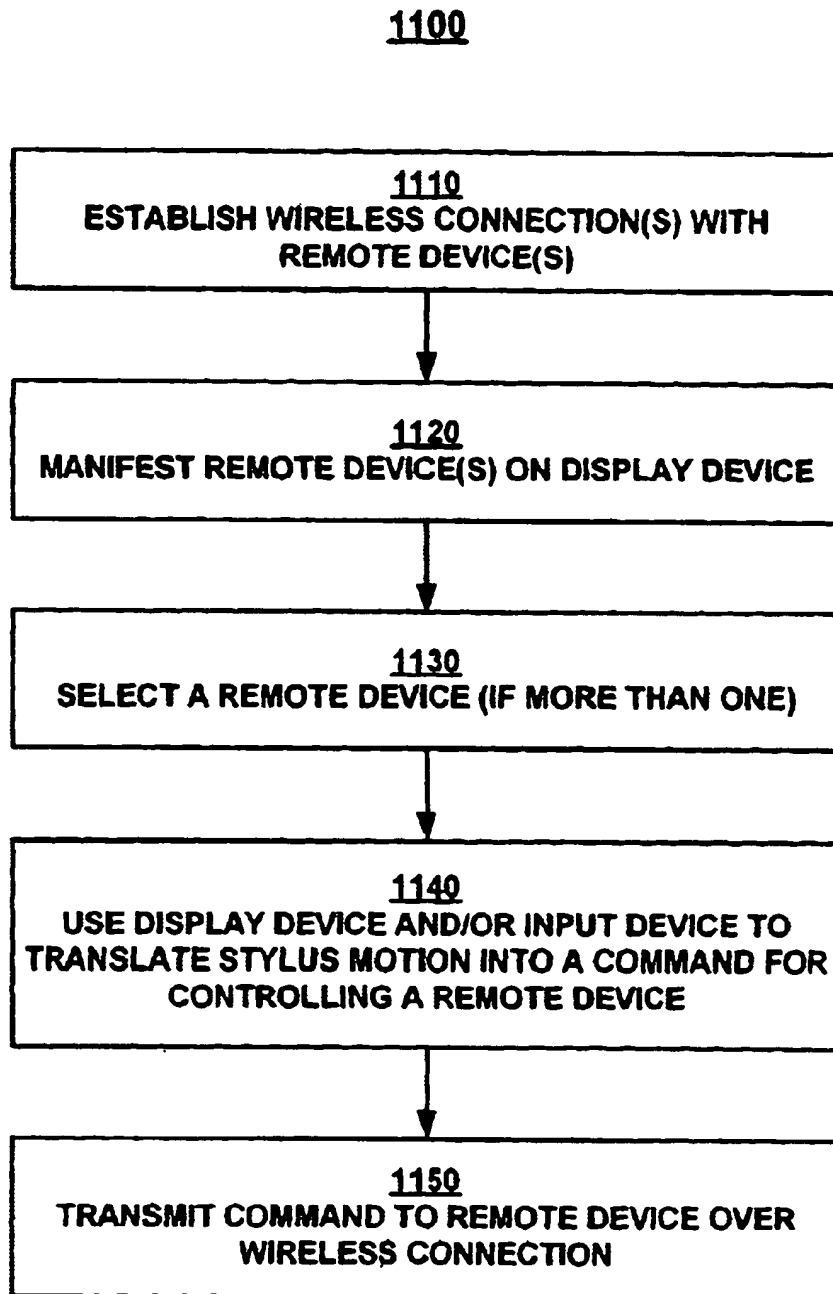 1100
1110
ESTABLISH WIRELESS CONNECTION(S) WITH
REMOTE DEVICE(S)
1120
MANIFEST REMOTE DEVICE(S) ON DISPLAY DEVICE
1130
SELECT A REMOTE DEVICE (IF MORE THAN ONE)
1140
USE DISPLAY DEVICE AND/OR INPUT DEVICE TO
TRANSLATE STYLUS MOTION INTO A COMMAND FOR
CONTROLLING A REMOTE DEVICE
1150
TRANSMIT COMMAND TO REMOTE DEVICE OVER
WIRELESS CONNECTION